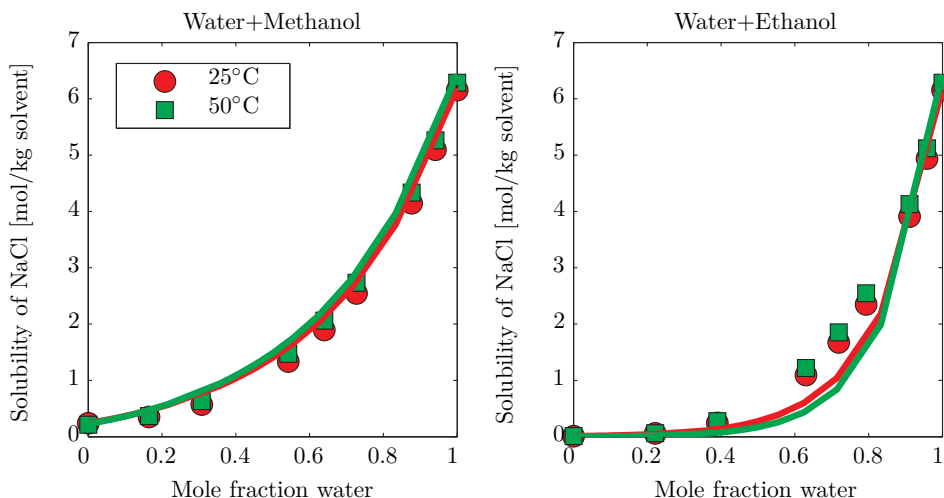 Water+Methanol
Solubility of NaCl [mol/kg solvent]
7
6
5
4
3
2
1
0
25°C
50°C
0 0.2 0.4 0.6 0.8 1
Mole fraction water
Water+Ethanol
Solubility of NaCl [mol/kg solvent]
7
6
5
4
3
2
1
0
0 0.2 0.4 0.6 0.8 1
Mole fraction water